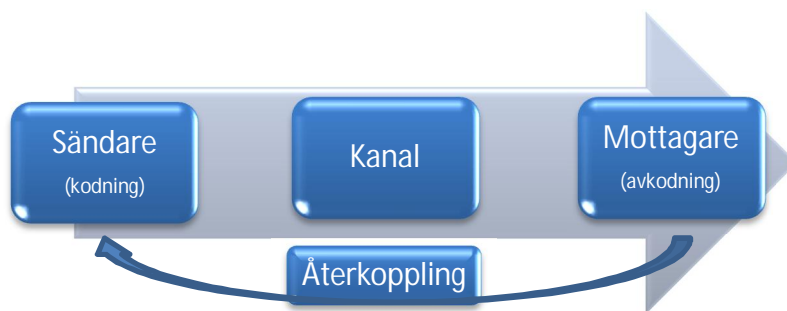 Sändare
(kodning)
Kanal
Mottagare
(avkodning)
Återkoppling